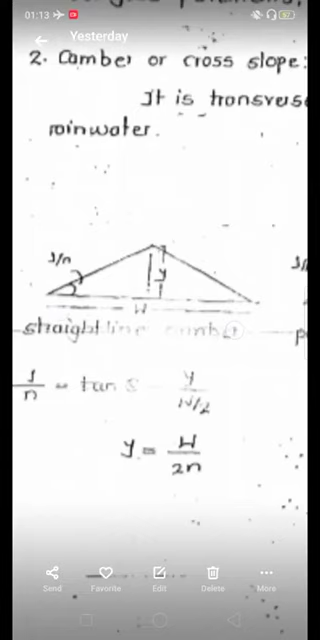 01:13
Yesterday
2. Camber or cross slope:
It is transverse
rainwater.
1/n
y
W
straight line camber
1/n = tan S = y/W/2
y = W/2n
Send
Favorite
Edit
Delete
More